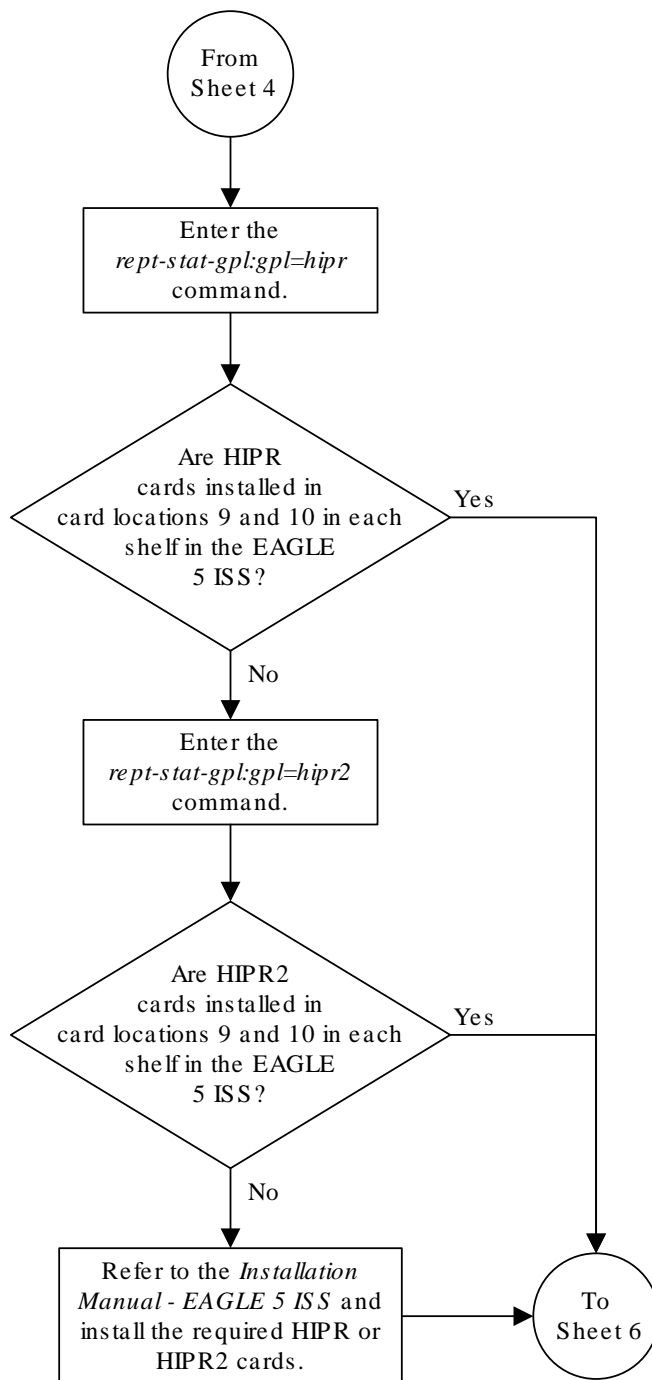 From
Sheet 4
Enter the
rept-stat-gpl:gpl=hipr
command.
Are HIPR
cards installed in
card locations 9 and 10 in each
shelf in the EAGLE
5 ISS?
Yes
No
Enter the
rept-stat-gpl:gpl=hipr2
command.
Are HIPR2
cards installed in
card locations 9 and 10 in each
shelf in the EAGLE
5 ISS?
Yes
No
Refer to the Installation
Manual - EAGLE 5 ISS and
install the required HIPR or
HIPR2 cards.
To
Sheet 6